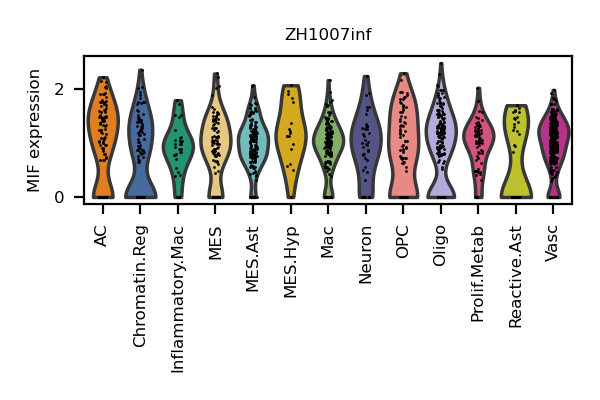 ZH1007inf
MIF expression
2
0
AC
Chromatin.Reg
Inflammatory.Mac
MES
MES.Ast
MES.Hyp
Mac
Neuron
OPC
Oligo
Prolif.Metab
Reactive.Ast
Vasc